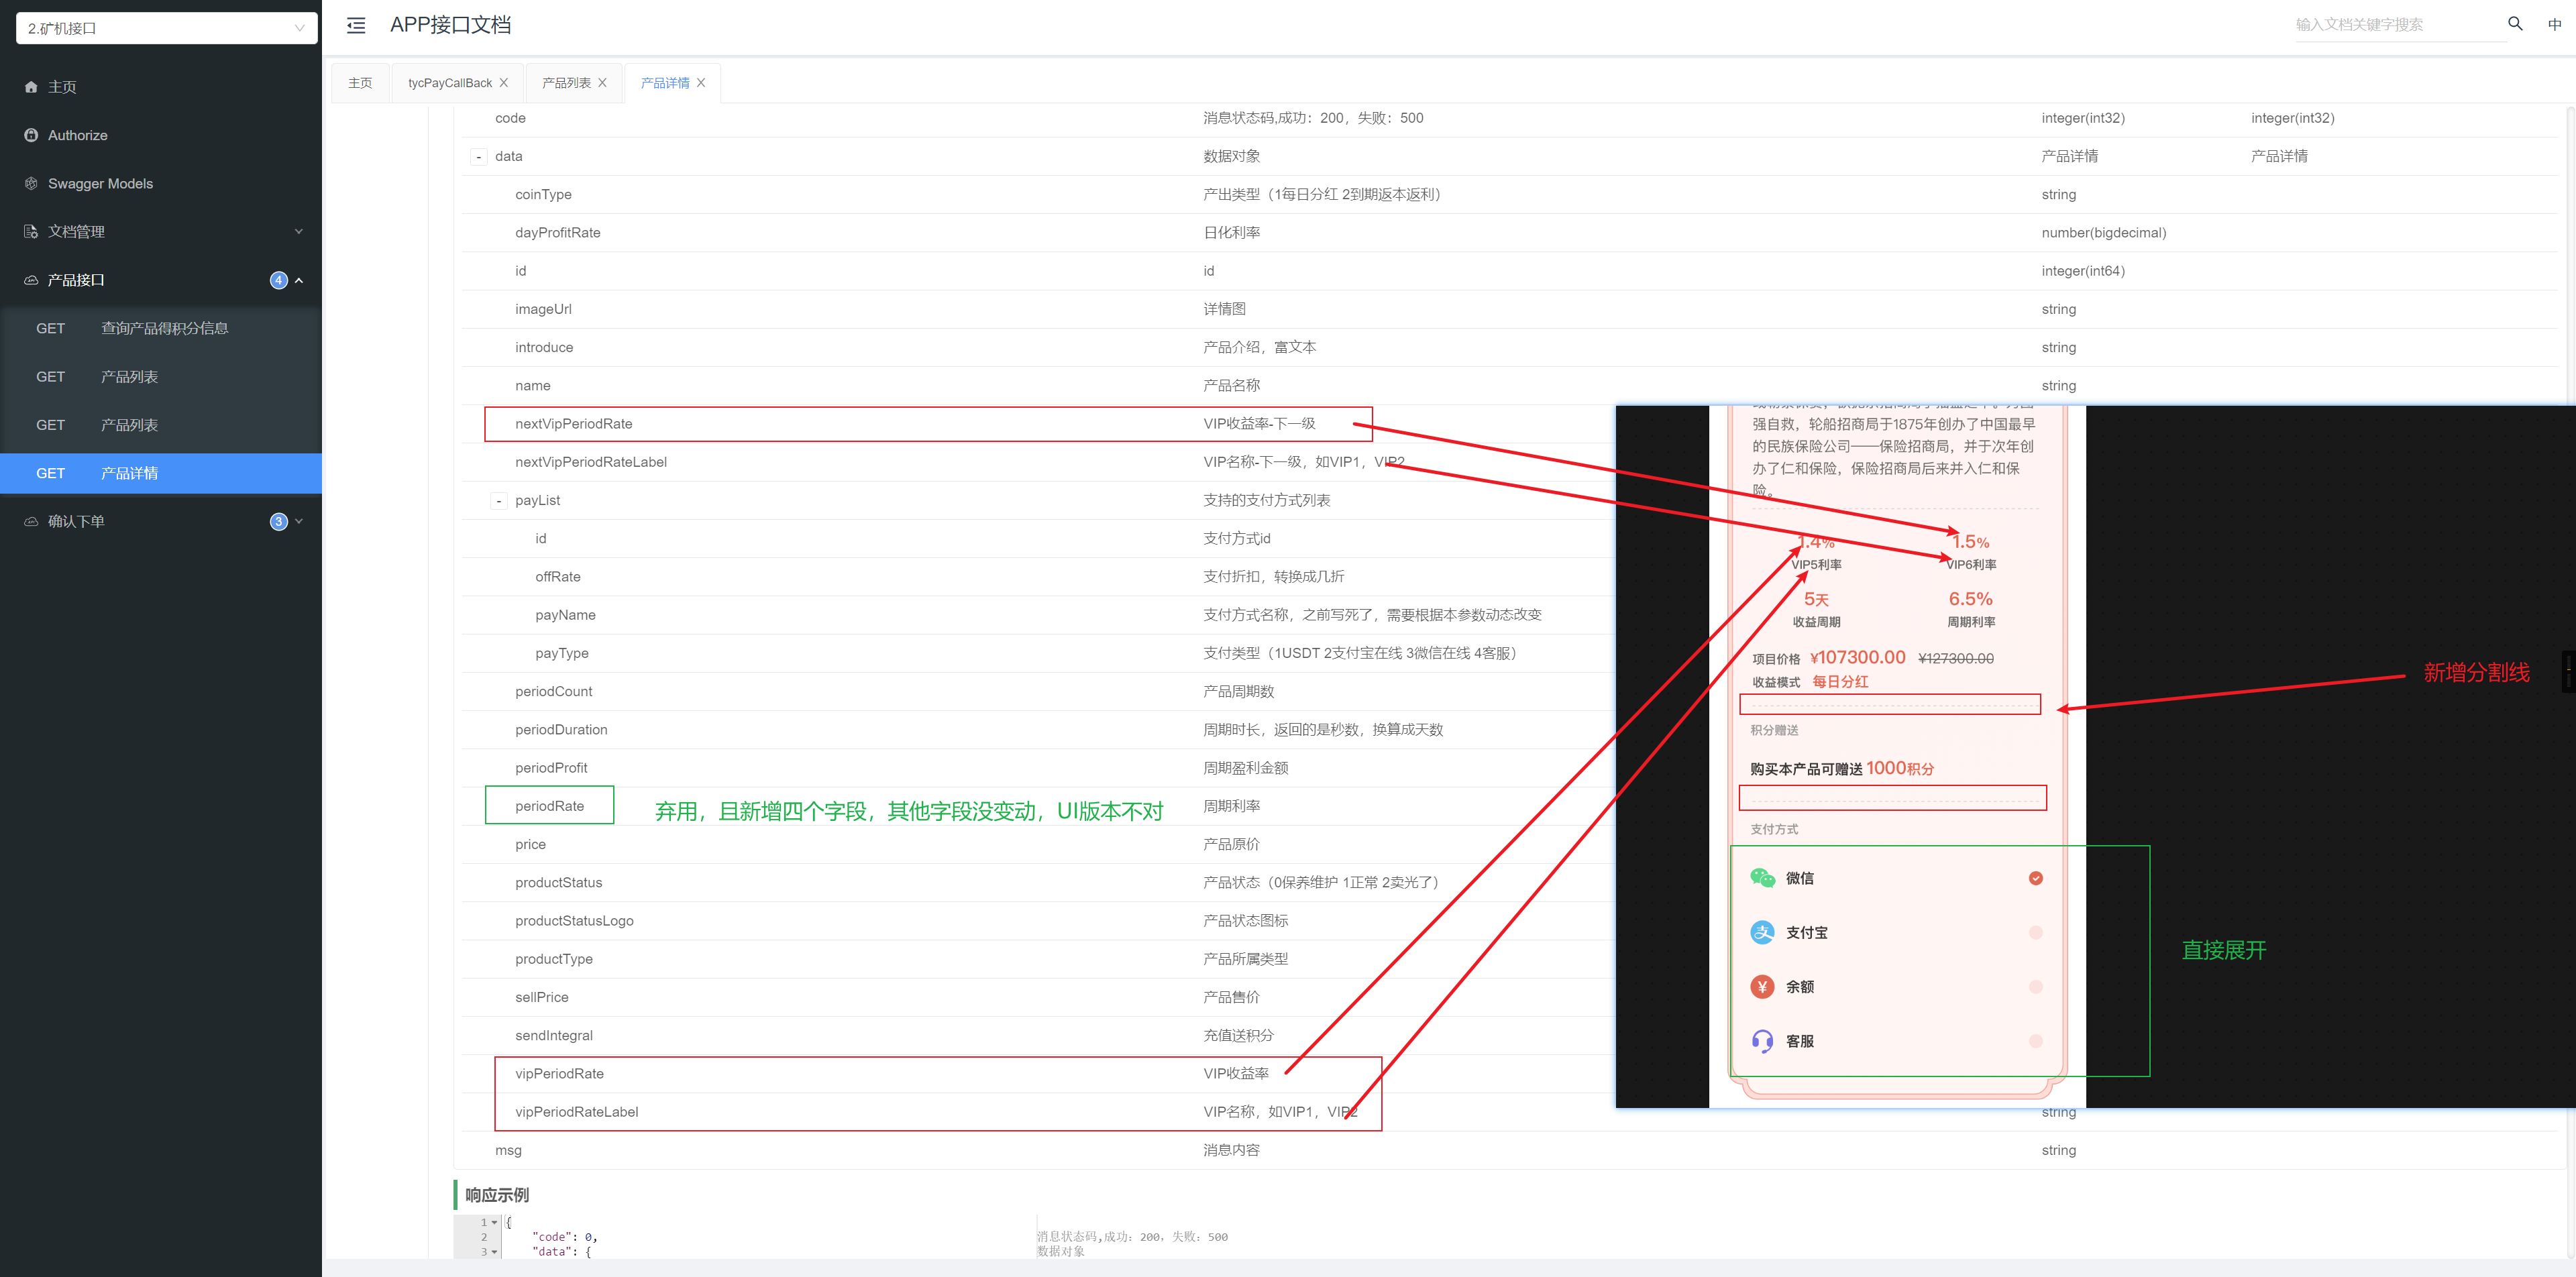 2.矿机接口
APP接口文档
输入文档关键字搜索
中
主页
Authorize
Swagger Models
文档管理
产品接口
4
GET 查询产品得积分信息
GET 产品列表
GET 产品列表
GET 产品详情
确认下单
3
主页
tycPayCallBack
产品列表
产品详情
code 消息状态码,成功：200，失败：500 integer(int32) integer(int32)
- data 数据对象 产品详情 产品详情
coinType 产出类型（1每日分红 2到期返本返利） string
dayProfitRate 日化利率 number(bigdecimal)
id id integer(int64)
imageUrl 详情图 string
introduce 产品介绍，富文本 string
name 产品名称 string
nextVipPeriodRate VIP收益率-下一级
nextVipPeriodRateLabel VIP名称-下一级，如VIP1，VIP2
- payList 支持的支付方式列表
id 支付方式id
offRate 支付折扣，转换成几折
payName 支付方式名称，之前写死了，需要根据本参数动态改变
payType 支付类型（1USDT 2支付宝在线 3微信在线 4客服）
periodCount 产品周期数
periodDuration 周期时长，返回的是秒数，换算成天数
periodProfit 周期盈利金额
periodRate 弃用，且新增四个字段，其他字段没变动，UI版本不对 周期利率
price 产品原价
productStatus 产品状态（0保养维护 1正常 2卖光了）
productStatusLogo 产品状态图标
productType 产品所属类型
sellPrice 产品售价
sendIntegral 充值送积分
vipPeriodRate VIP收益率
vipPeriodRateLabel VIP名称，如VIP1，VIP2 string
msg 消息内容 string
强自救，轮船招商局于1875年创办了中国最早
的民族保险公司——保险招商局，并于次年创
办了仁和保险，保险招商局后来并入仁和保
险。
1.4% 1.5%
VIP5利率 VIP6利率
5天 6.5%
收益周期 周期利率
项目价格 ¥107300.00 ¥127300.00
收益模式 每日分红
新增分割线
积分赠送
购买本产品可赠送 1000积分
支付方式
微信
支付宝
余额
客服
直接展开
响应示例
1 {
2 "code": 0, 消息状态码,成功：200，失败：500
3 "data": { 数据对象